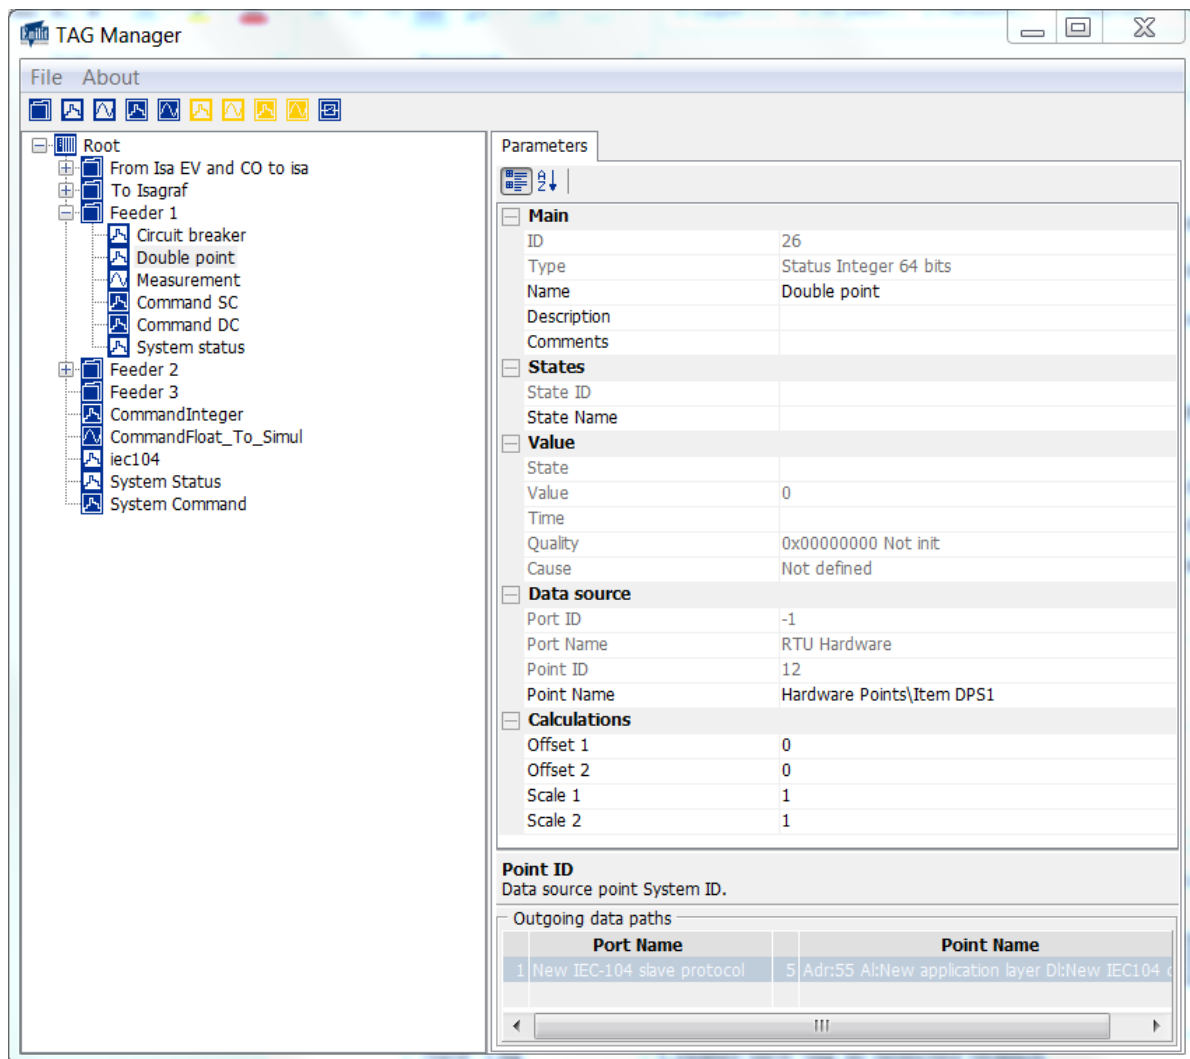 TAG Manager
File About
Root
From Isa EV and CO to isa
To Isagraf
Feeder 1
Circuit breaker
Double point
Measurement
Command SC
Command DC
System status
Feeder 2
Feeder 3
CommandInteger
CommandFloat_To_Simul
iec104
System Status
System Command
Parameters
Main
ID 26
Type Status Integer 64 bits
Name Double point
Description
Comments
States
State ID
State Name
Value
State
Value 0
Time
Quality 0x00000000 Not init
Cause Not defined
Data source
Port ID -1
Port Name RTU Hardware
Point ID 12
Point Name Hardware Points\Item DPS1
Calculations
Offset 1 0
Offset 2 0
Scale 1 1
Scale 2 1
Point ID
Data source point System ID.
Outgoing data paths
Port Name Point Name
1 New IEC-104 slave protocol 5 Adr:55 Al:New application layer Dl:New IEC104